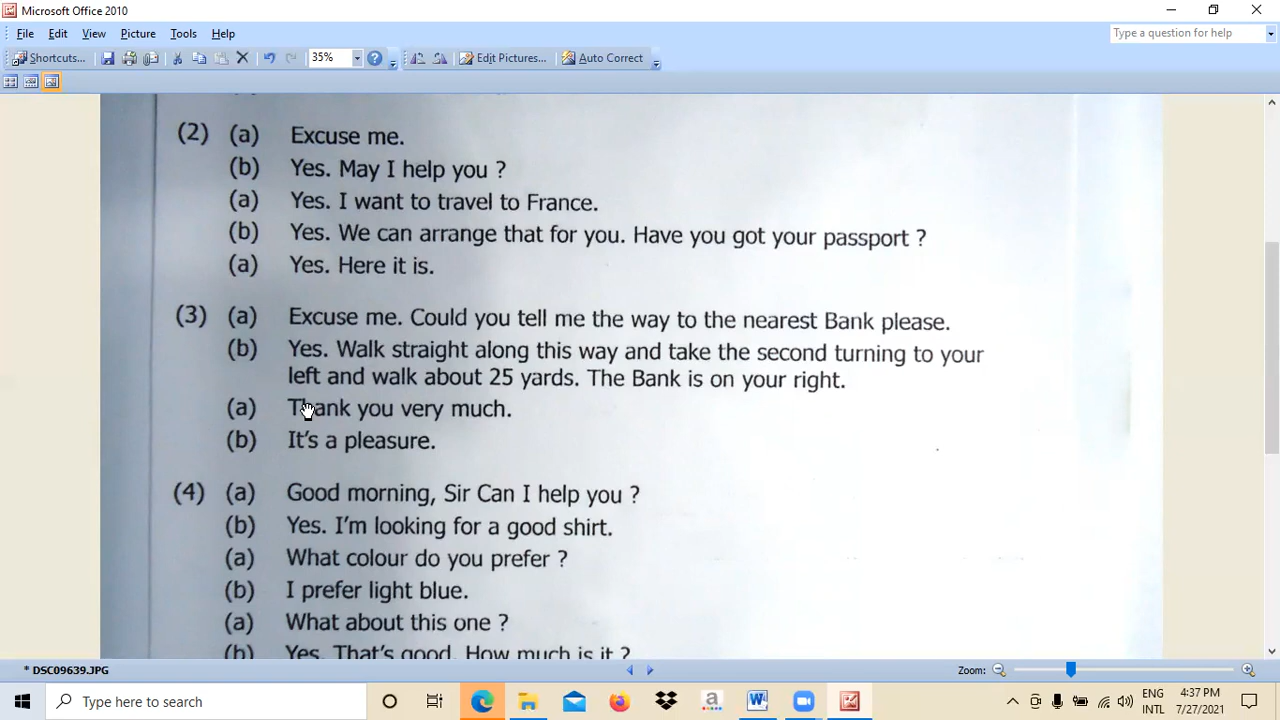 Microsoft Office 2010
File Edit View Picture Tools Help
Type a question for help
Shortcuts... 35% Edit Pictures... Auto Correct
(2) (a) Excuse me.
(b) Yes. May I help you ?
(a) Yes. I want to travel to France.
(b) Yes. We can arrange that for you. Have you got your passport ?
(a) Yes. Here it is.
(3) (a) Excuse me. Could you tell me the way to the nearest Bank please.
(b) Yes. Walk straight along this way and take the second turning to your
left and walk about 25 yards. The Bank is on your right.
(a) Thank you very much.
(b) It's a pleasure.
(4) (a) Good morning, Sir Can I help you ?
(b) Yes. I'm looking for a good shirt.
(a) What colour do you prefer ?
(b) I prefer light blue.
(a) What about this one ?
(b) Yes. That's good. How much is it ?
* DSC09639.JPG
Zoom:
Type here to search
ENG 4:37 PM
INTL 7/27/2021